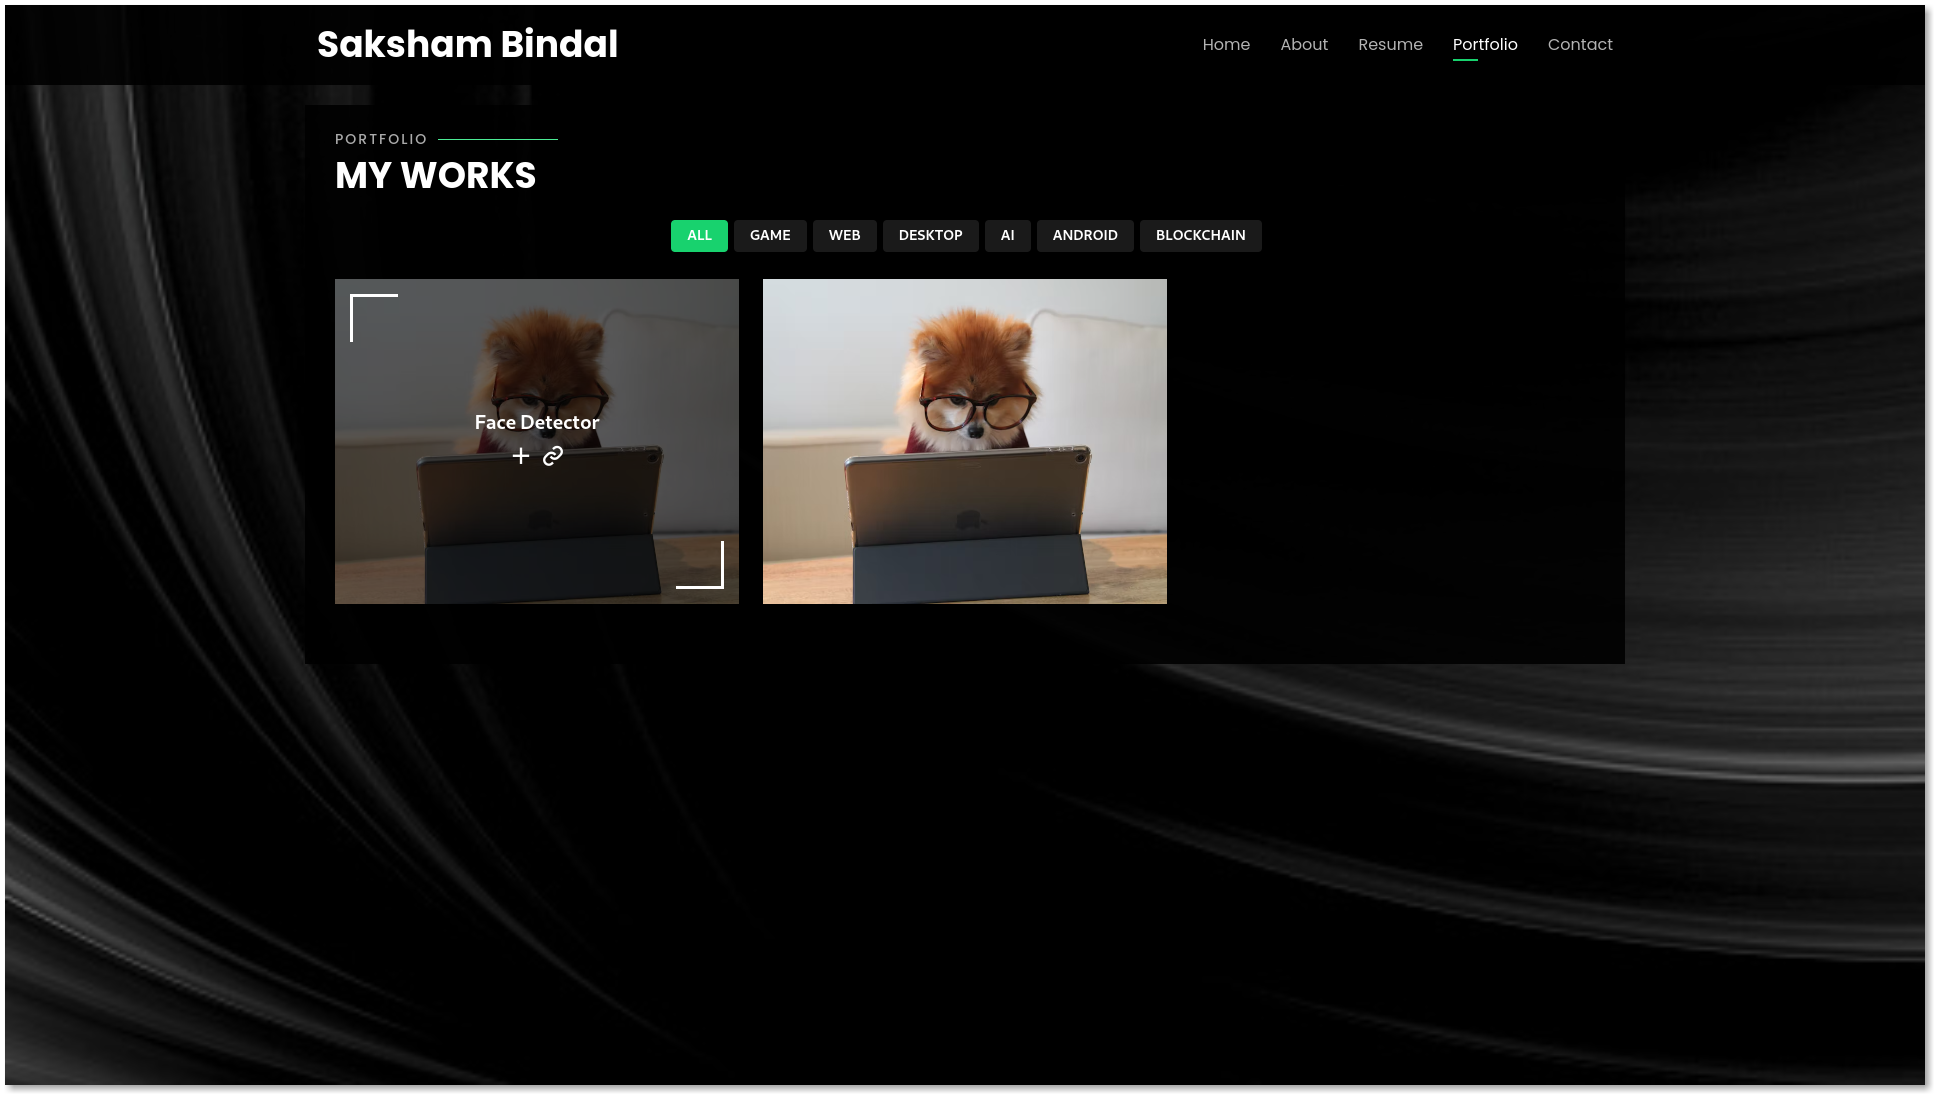 Saksham Bindal
Home About Resume Portfolio Contact
PORTFOLIO
MY WORKS
ALL GAME WEB DESKTOP AI ANDROID BLOCKCHAIN
Face Detector